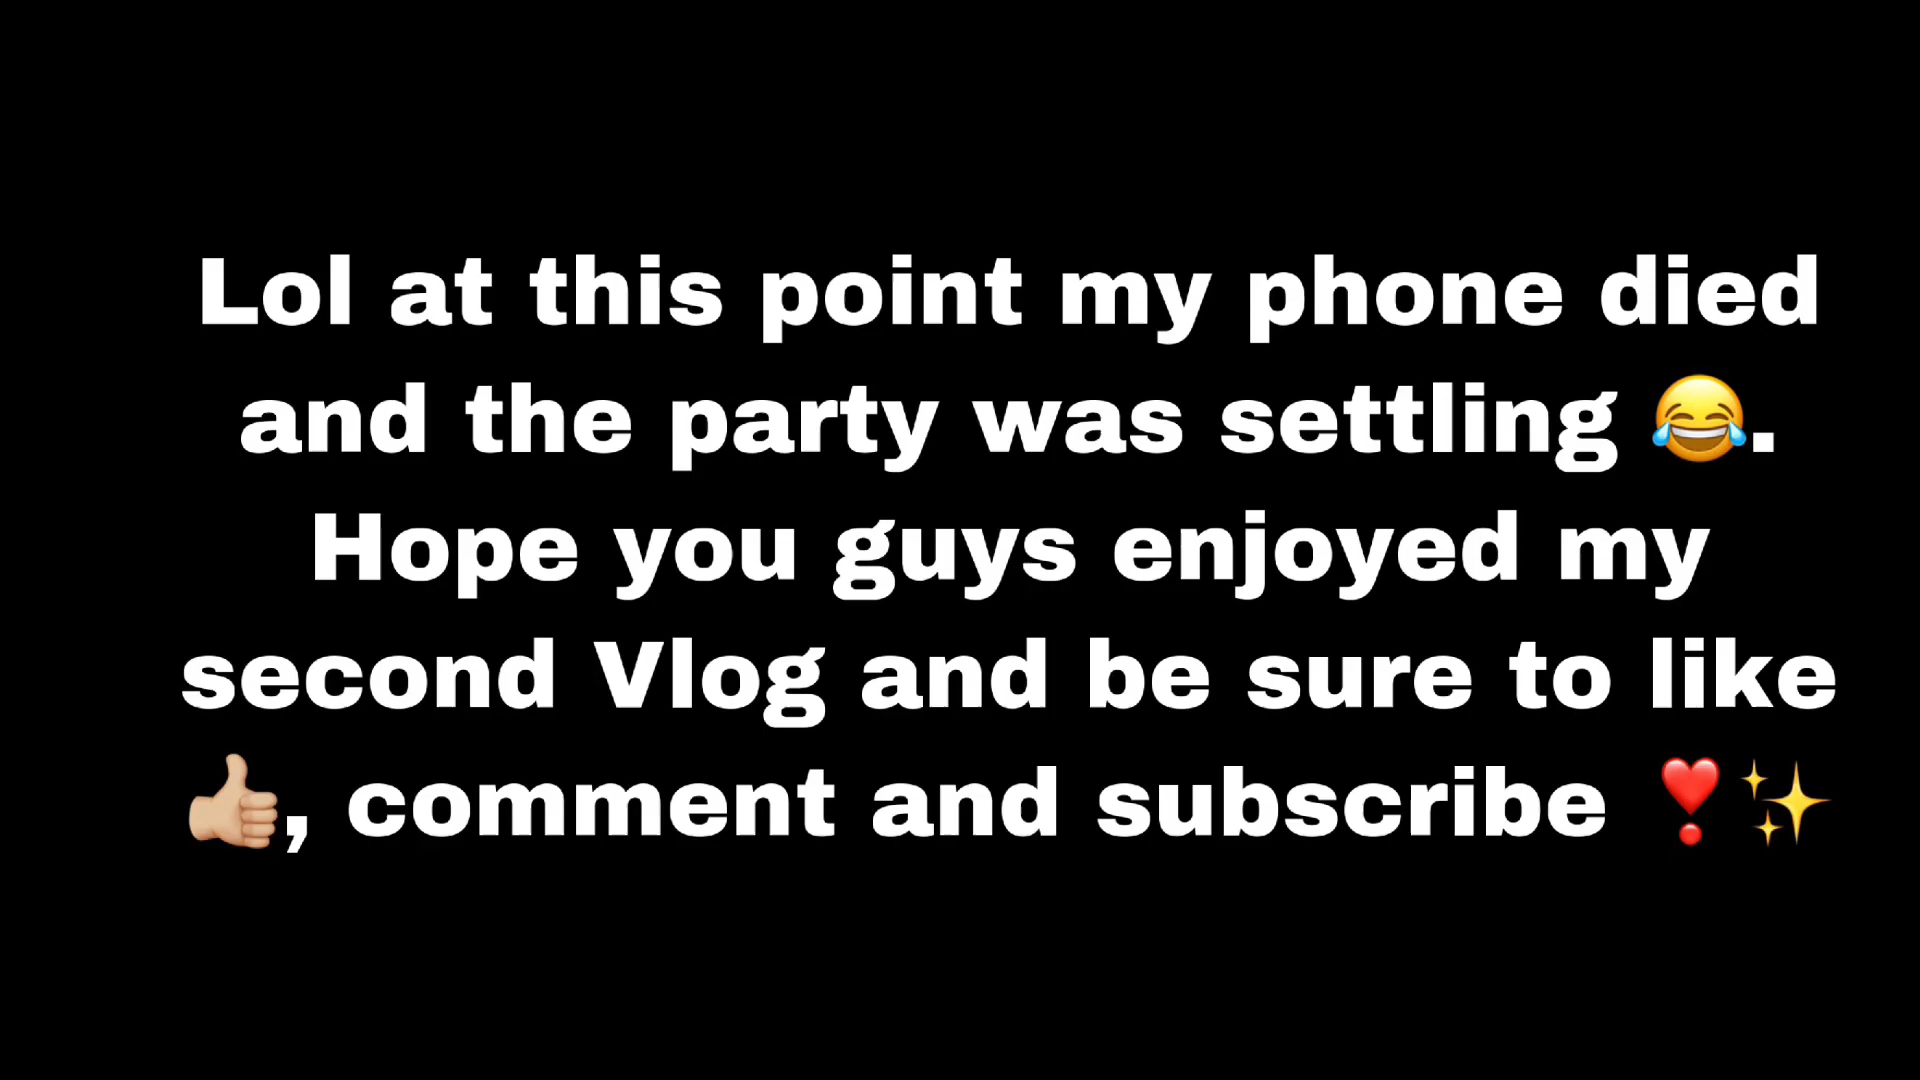 Lol at this point my phone died
and the party was settling 😂.
Hope you guys enjoyed my
second Vlog and be sure to like
👍🏼, comment and subscribe ❣️✨